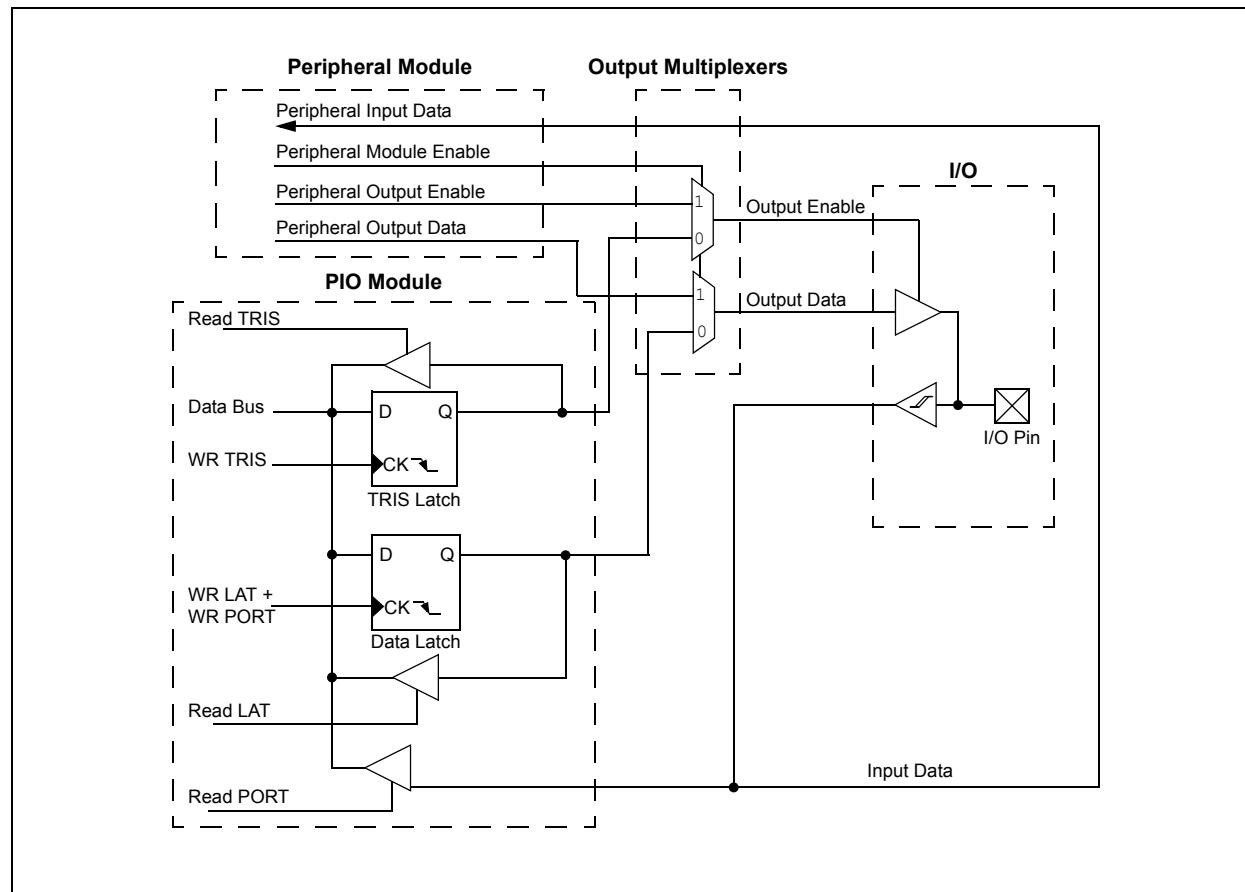 Peripheral Module
Output Multiplexers
Peripheral Input Data
Peripheral Module Enable
Peripheral Output Enable
Peripheral Output Data
1
0
1
0
Output Enable
Output Data
I/O
I/O Pin
PIO Module
Read TRIS
Data Bus
D Q
WR TRIS
CK
TRIS Latch
D Q
WR LAT +
WR PORT
CK
Data Latch
Read LAT
Read PORT
Input Data